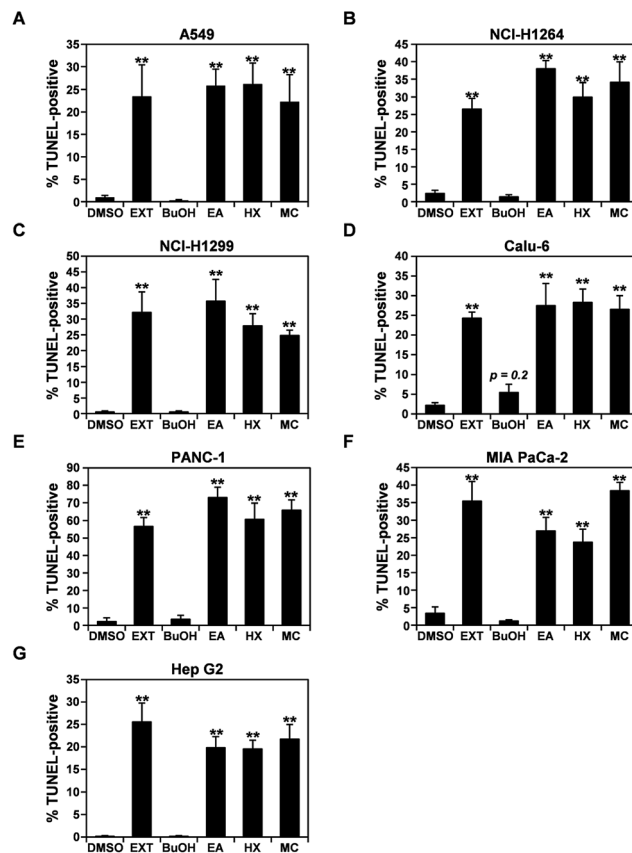 A
A549
% TUNEL-positive
35
30
25
20
15
10
5
0
** ** ** **
DMSO EXT BuOH EA HX MC
B
NCI-H1264
% TUNEL-positive
45
40
35
30
25
20
15
10
5
0
** ** ** **
DMSO EXT BuOH EA HX MC
C
NCI-H1299
% TUNEL-positive
50
45
40
35
30
25
20
15
10
5
0
** ** ** **
DMSO EXT BuOH EA HX MC
D
Calu-6
% TUNEL-positive
40
35
30
25
20
15
10
5
0
** p = 0.2 ** ** **
DMSO EXT BuOH EA HX MC
E
PANC-1
% TUNEL-positive
90
80
70
60
50
40
30
20
10
0
** ** ** **
DMSO EXT BuOH EA HX MC
F
MIA PaCa-2
% TUNEL-positive
45
40
35
30
25
20
15
10
5
0
** ** ** **
DMSO EXT BuOH EA HX MC
G
Hep G2
% TUNEL-positive
35
30
25
20
15
10
5
0
** ** ** **
DMSO EXT BuOH EA HX MC